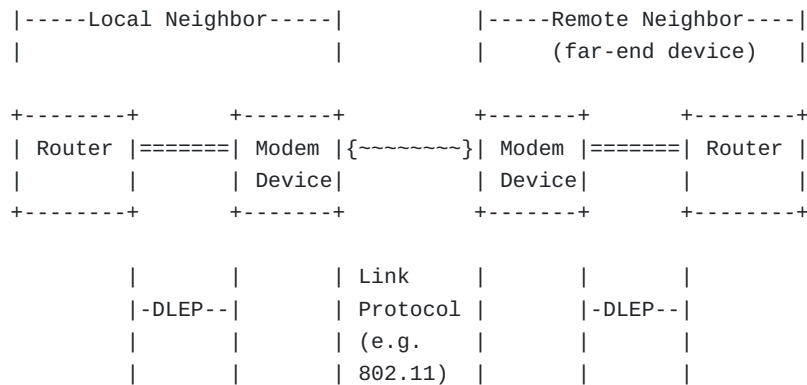 |-----Local Neighbor-----|            |-----Remote Neighbor----|
|                        |            |    (far-end device)   |
+--------+       +-------+            +-------+       +--------+
| Router |=======| Modem |{~~~~~~~~}| Modem |=======| Router |
|        |       | Device|            | Device|       |        |
+--------+       +-------+            +-------+       +--------+
         |       |       | Link       |       |       |
         |-DLEP--|       | Protocol   |       |-DLEP--|
         |       |       | (e.g.      |       |       |
         |       |       | 802.11)    |       |       |